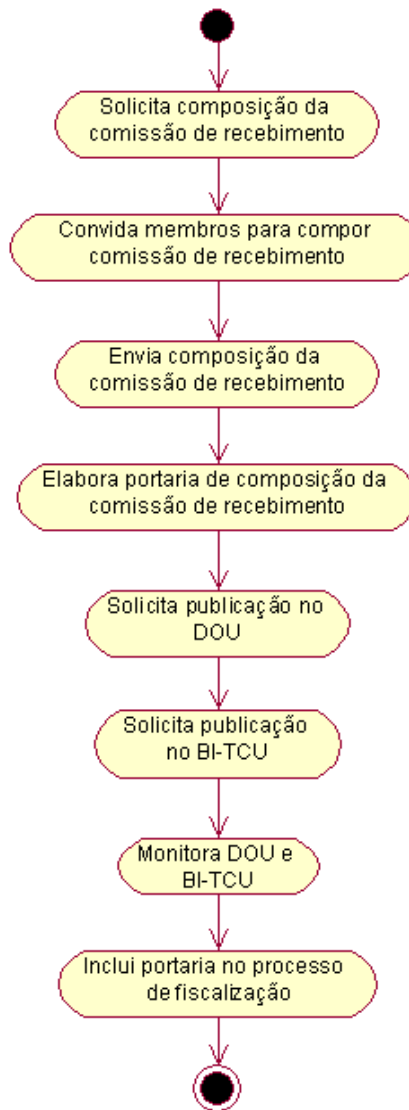 Solicita composição da
comissão de recebimento
Convida membros para compor
comissão de recebimento
Envia composição da
comissão de recebimento
Elabora portaria de composição da
comissão de recebimento
Solicita publicação no
DOU
Solicita publicação
no BI-TCU
Monitora DOU e
BI-TCU
Inclui portaria no processo
de fiscalização